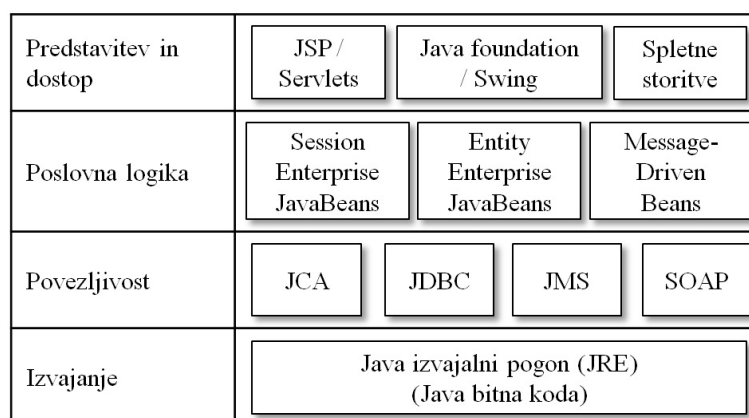 Predstavitev in
dostop
JSP /
Servlets
Java foundation
/ Swing
Spletne
storitve
Poslovna logika
Session
Enterprise
JavaBeans
Entity
Enterprise
JavaBeans
Message-
Driven
Beans
Povezljivost
JCA
JDBC
JMS
SOAP
Izvajanje
Java izvajalni pogon (JRE)
(Java bitna koda)